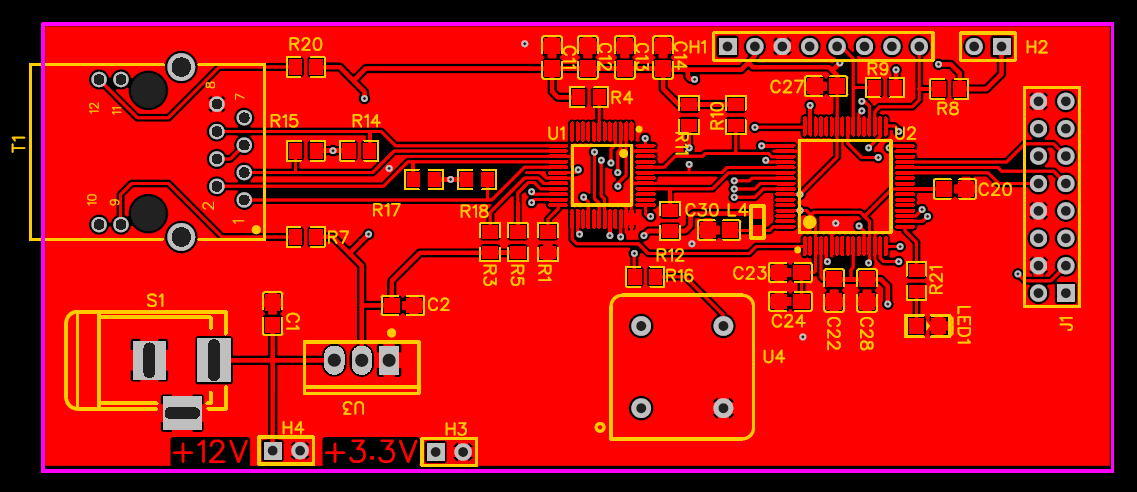 R20
C11
C12
C13
C14
H1
H2
R9
C27
R8
R4
8
7
12
11
T1
R15
R14
R10
U1
R11
U2
10
9
2
1
R17
R18
C30
L4
C20
R7
R3
R5
R1
R12
R16
C23
R21
S1
C1
C2
C24
C22
C28
LED1
J1
U4
U3
H4
H3
+12V
+3.3V